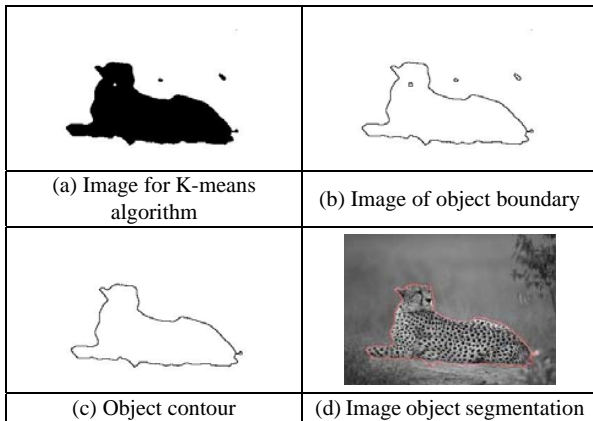 (a) Image for K-means
algorithm
(b) Image of object boundary
(c) Object contour
(d) Image object segmentation